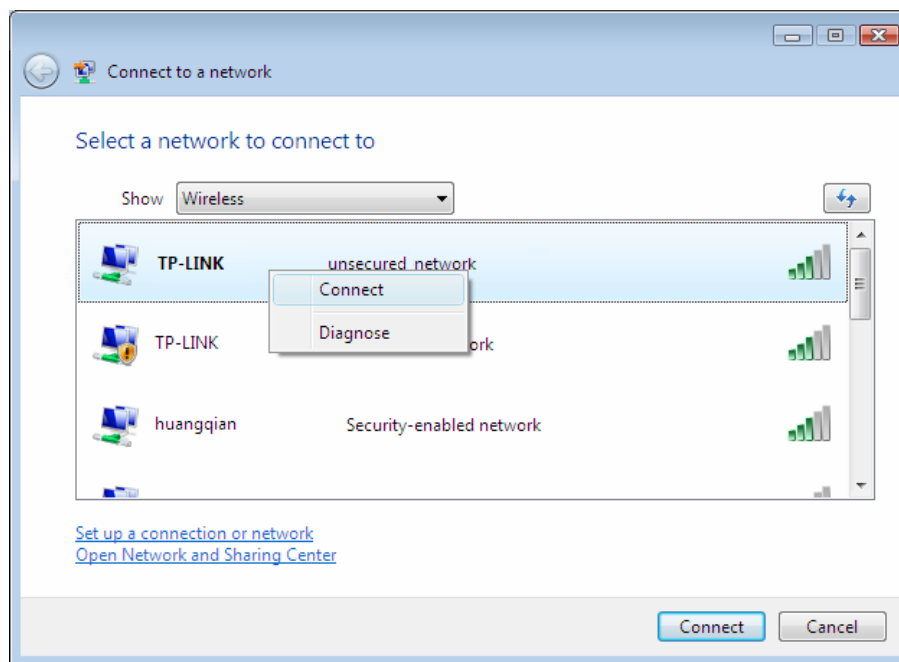 Connect to a network
Select a network to connect to
Show Wireless
TP-LINK unsecured network
Connect
Diagnose
TP-LINK
huangqian Security-enabled network
Set up a connection or network
Open Network and Sharing Center
Connect Cancel